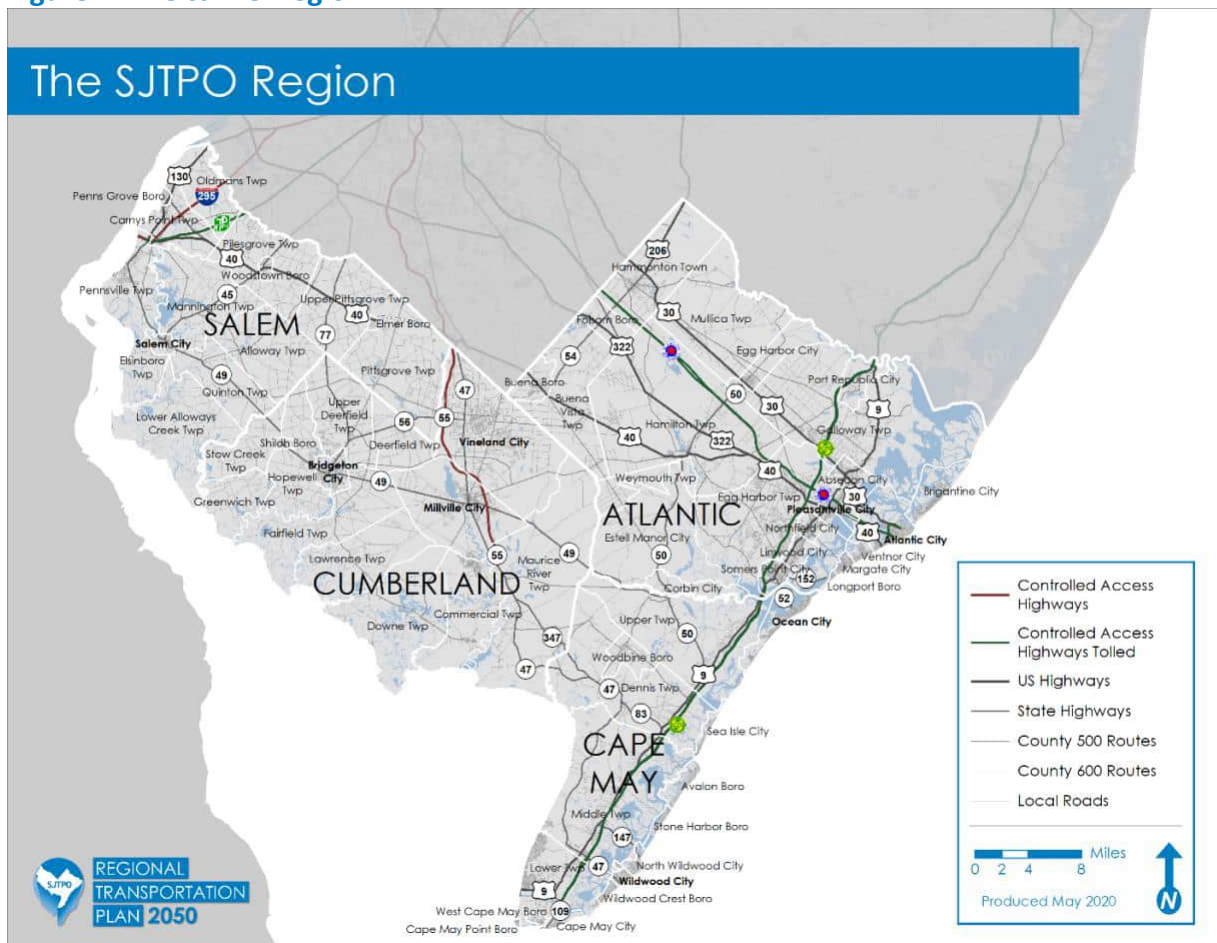 The SJTPO Region
130
Oldmans Twp
Penns Grove Boro
295
Carnys Point Twp
Pilesgrove Twp
40
Woodstown Boro
Pennsville Twp
45
Mannington Twp
Upper Pittsgrove Twp
40
SALEM
Elmer Boro
77
Salem City
Alloway Twp
Elsinboro
Twp
49
Pittsgrove Twp
47
Quinton Twp
Upper
Deerfield
Twp
Lower Alloways
Creek Twp
56
55
Shiloh Boro
Deerfield Twp
Vineland City
Stow Creek
Twp
Bridgeton
City
Hopewell
Twp
49
Greenwich Twp
Millville City
Fairfield Twp
Lawrence Twp
55
Maurice
River
Twp
49
CUMBERLAND
Commercial Twp
Downe Twp
347
47
206
Hammonton Town
Folsom Boro
30
Mullica Twp
322
54
Egg Harbor City
Buena Boro
50
Port Republic City
Buena
Vista
Twp
30
9
Hamilton Twp
Galloway Twp
40
322
40
Weymouth Twp
Absecon City
Egg Harbor Twp
30
Brigantine City
Pleasantville City
ATLANTIC
Northfield City
40
Atlantic City
Estell Manor City
Linwood City
Ventnor City
50
Somers Point City
Margate City
152
Longport Boro
Corbin City
52
Ocean City
Upper Twp
50
Woodbine Boro
9
47
Dennis Twp
83
Sea Isle City
CAPE
MAY
Avalon Boro
Middle Twp
Stone Harbor Boro
147
Lower Twp
47
North Wildwood City
Wildwood City
9
Wildwood Crest Boro
West Cape May Boro
109
Cape May Point Boro
Cape May City
Controlled Access
Highways
Controlled Access
Highways Tolled
US Highways
State Highways
County 500 Routes
County 600 Routes
Local Roads
Miles
0 2 4 8
Produced May 2020
N
SJTPO
REGIONAL
TRANSPORTATION
PLAN 2050